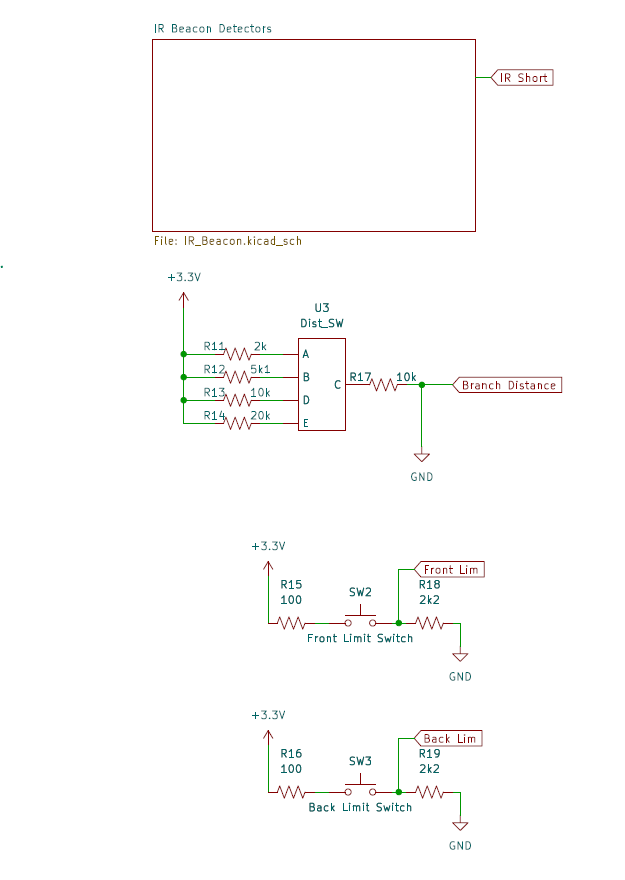 IR Beacon Detectors
IR Short
File: IR_Beacon.kicad_sch
+3.3V
U3
Dist_SW
R11 2k A
R12 5k1 B
R13 10k D
R14 20k E
C R17 10k Branch Distance
GND
+3.3V
Front Lim
R15 SW2 R18
100 2k2
Front Limit Switch
GND
+3.3V
Back Lim
R16 SW3 R19
100 2k2
Back Limit Switch
GND